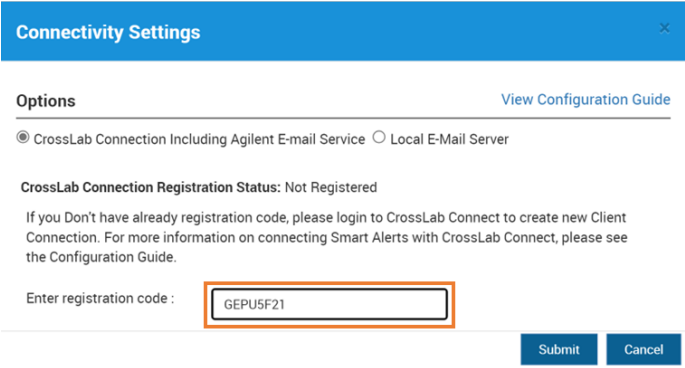 Connectivity Settings
Options
View Configuration Guide
CrossLab Connection Including Agilent E-mail Service
Local E-Mail Server
CrossLab Connection Registration Status: Not Registered
If you Don't have already registration code, please login to CrossLab Connect to create new Client
Connection. For more information on connecting Smart Alerts with CrossLab Connect, please see
the Configuration Guide.
Enter registration code :
GEPU5F21
Submit
Cancel